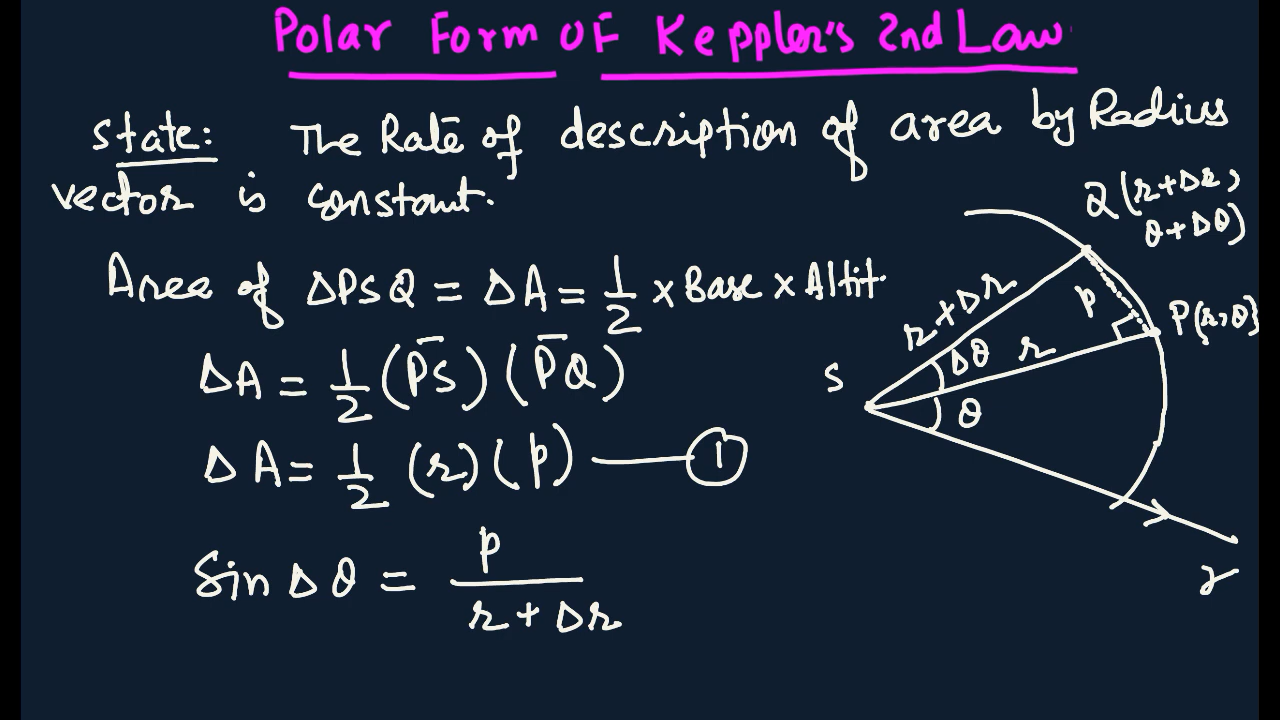 Polar Form OF Keppler's 2nd Law
State: The Rate of description of area by Radius
vector is constant.
Area of ΔPSQ = ΔA = 1/2 × Base × Altit.
ΔA = 1/2 (PS) (PQ)
ΔA = 1/2 (r) (p) —— ①
Sin Δθ = p / r + Δr
Q (r+Δr,
θ + Δθ)
r+Δr
p
P(r, θ)
Δθ
r
S
θ